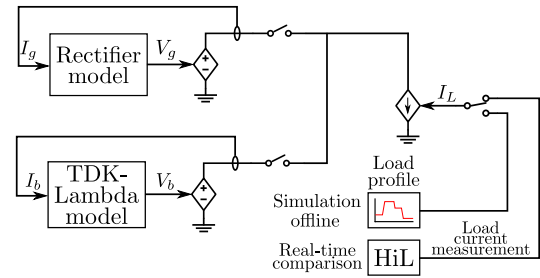 I_g
Rectifier
model
V_g
I_L
I_b
TDK-
Lambda
model
V_b
Load
profile
Simulation
offline
Real-time
comparison
HiL
Load
current
measurement